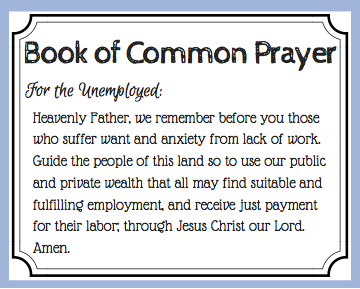 Book of Common Prayer
For the Unemployed:
Heavenly Father, we remember before you those
who suffer want and anxiety from lack of work.
Guide the people of this land so to use our public
and private wealth that all may find suitable and
fulfilling employment, and receive just payment
for their labor; through Jesus Christ our Lord.
Amen.